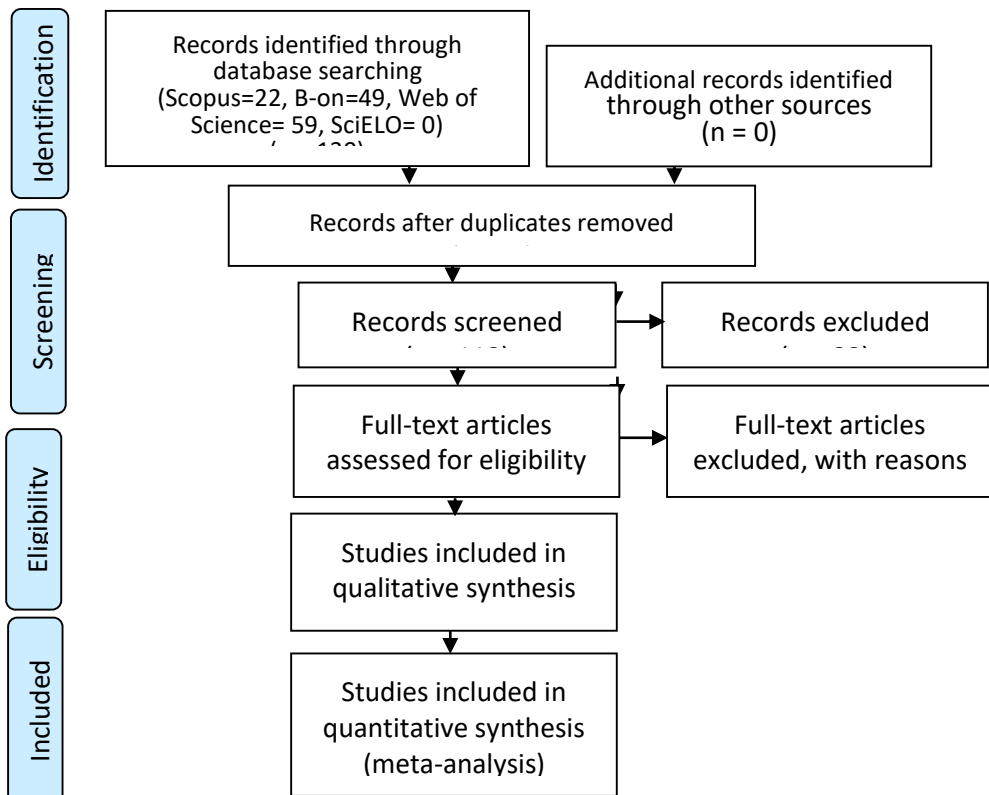 Identification
Records identified through
database searching
(Scopus=22, B-on=49, Web of
Science= 59, SciELO= 0)
Additional records identified
through other sources
(n = 0)
Records after duplicates removed
Screening
Records screened
Records excluded
Full-text articles
assessed for eligibility
Full-text articles
excluded, with reasons
Eligibility
Studies included in
qualitative synthesis
Included
Studies included in
quantitative synthesis
(meta-analysis)